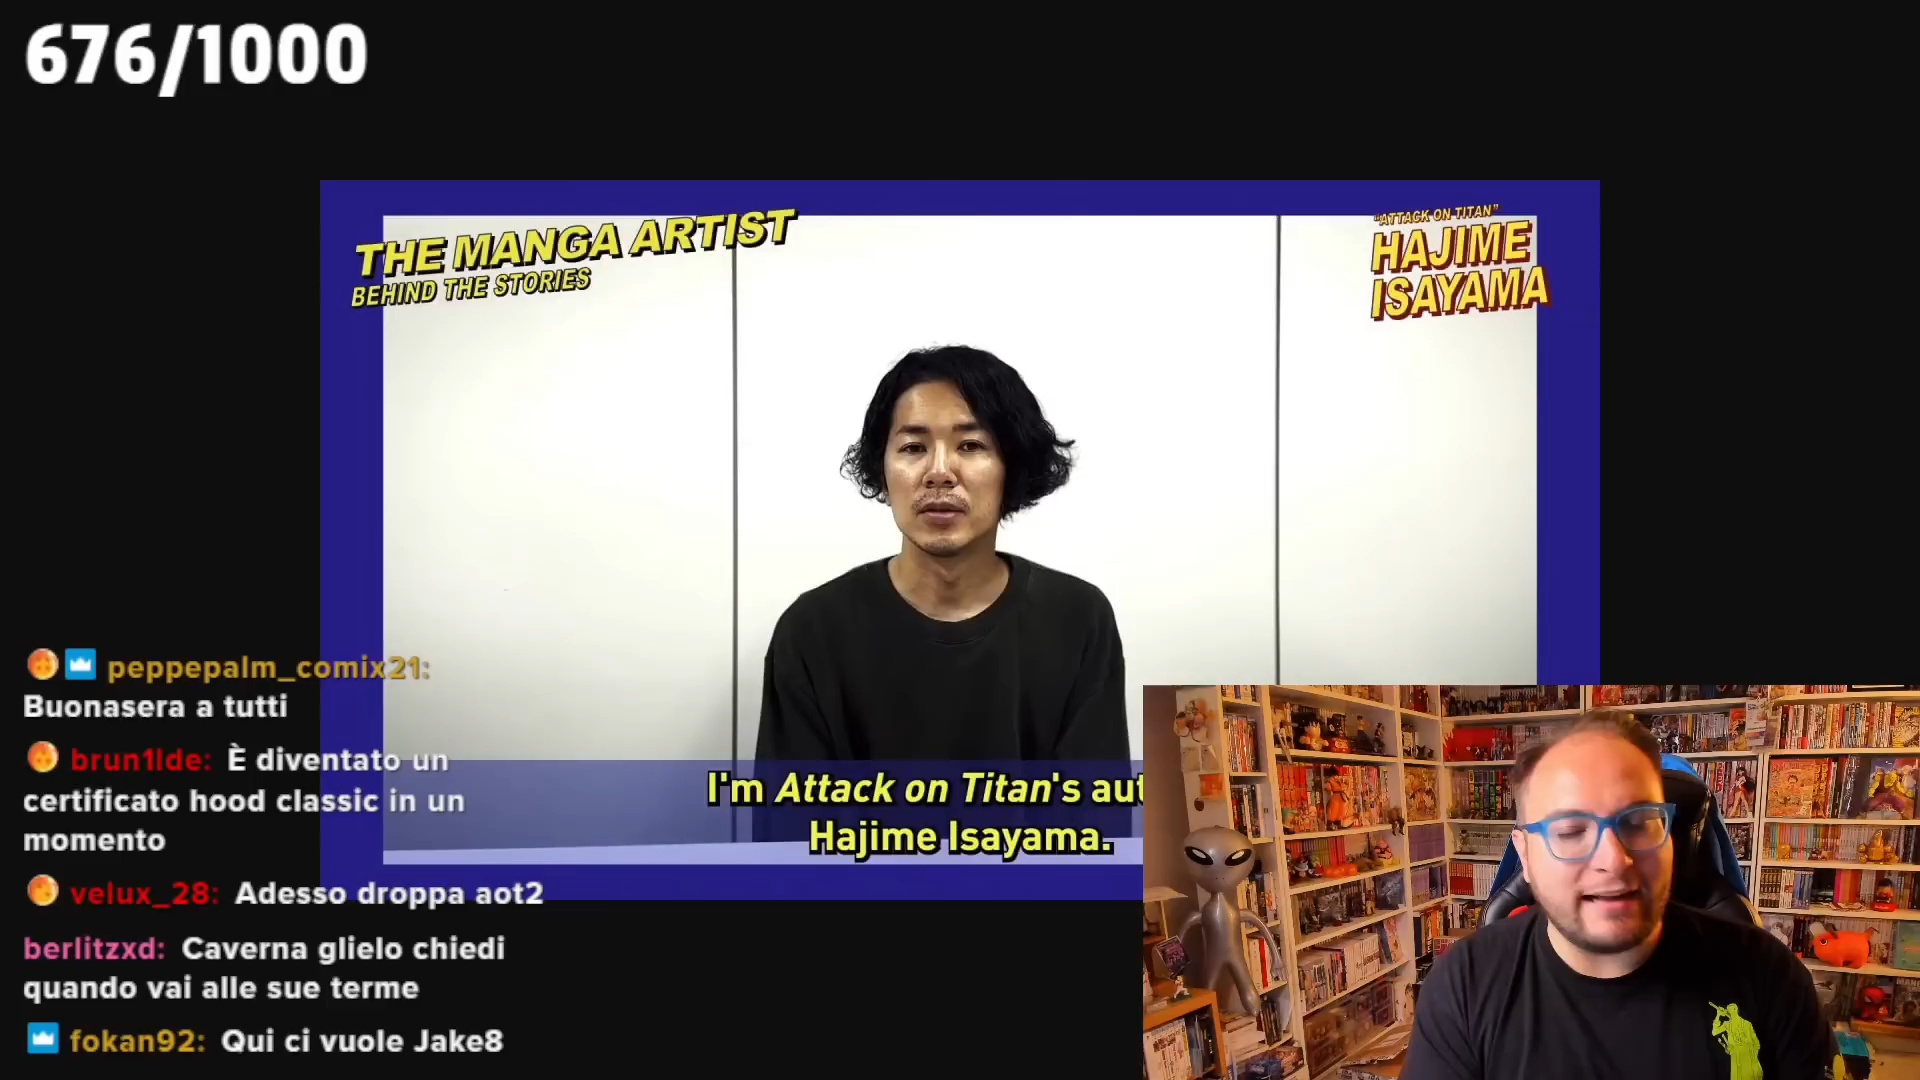 676/1000
THE MANGA ARTIST
BEHIND THE STORIES
"ATTACK ON TITAN"
HAJIME
ISAYAMA
I'm Attack on Titan's aut
Hajime Isayama.
peppepalm_comix21:
Buonasera a tutti
brun1lde: È diventato un
certificato hood classic in un
momento
velux_28: Adesso droppa aot2
berlitzxd: Caverna glielo chiedi
quando vai alle sue terme
fokan92: Qui ci vuole Jake8